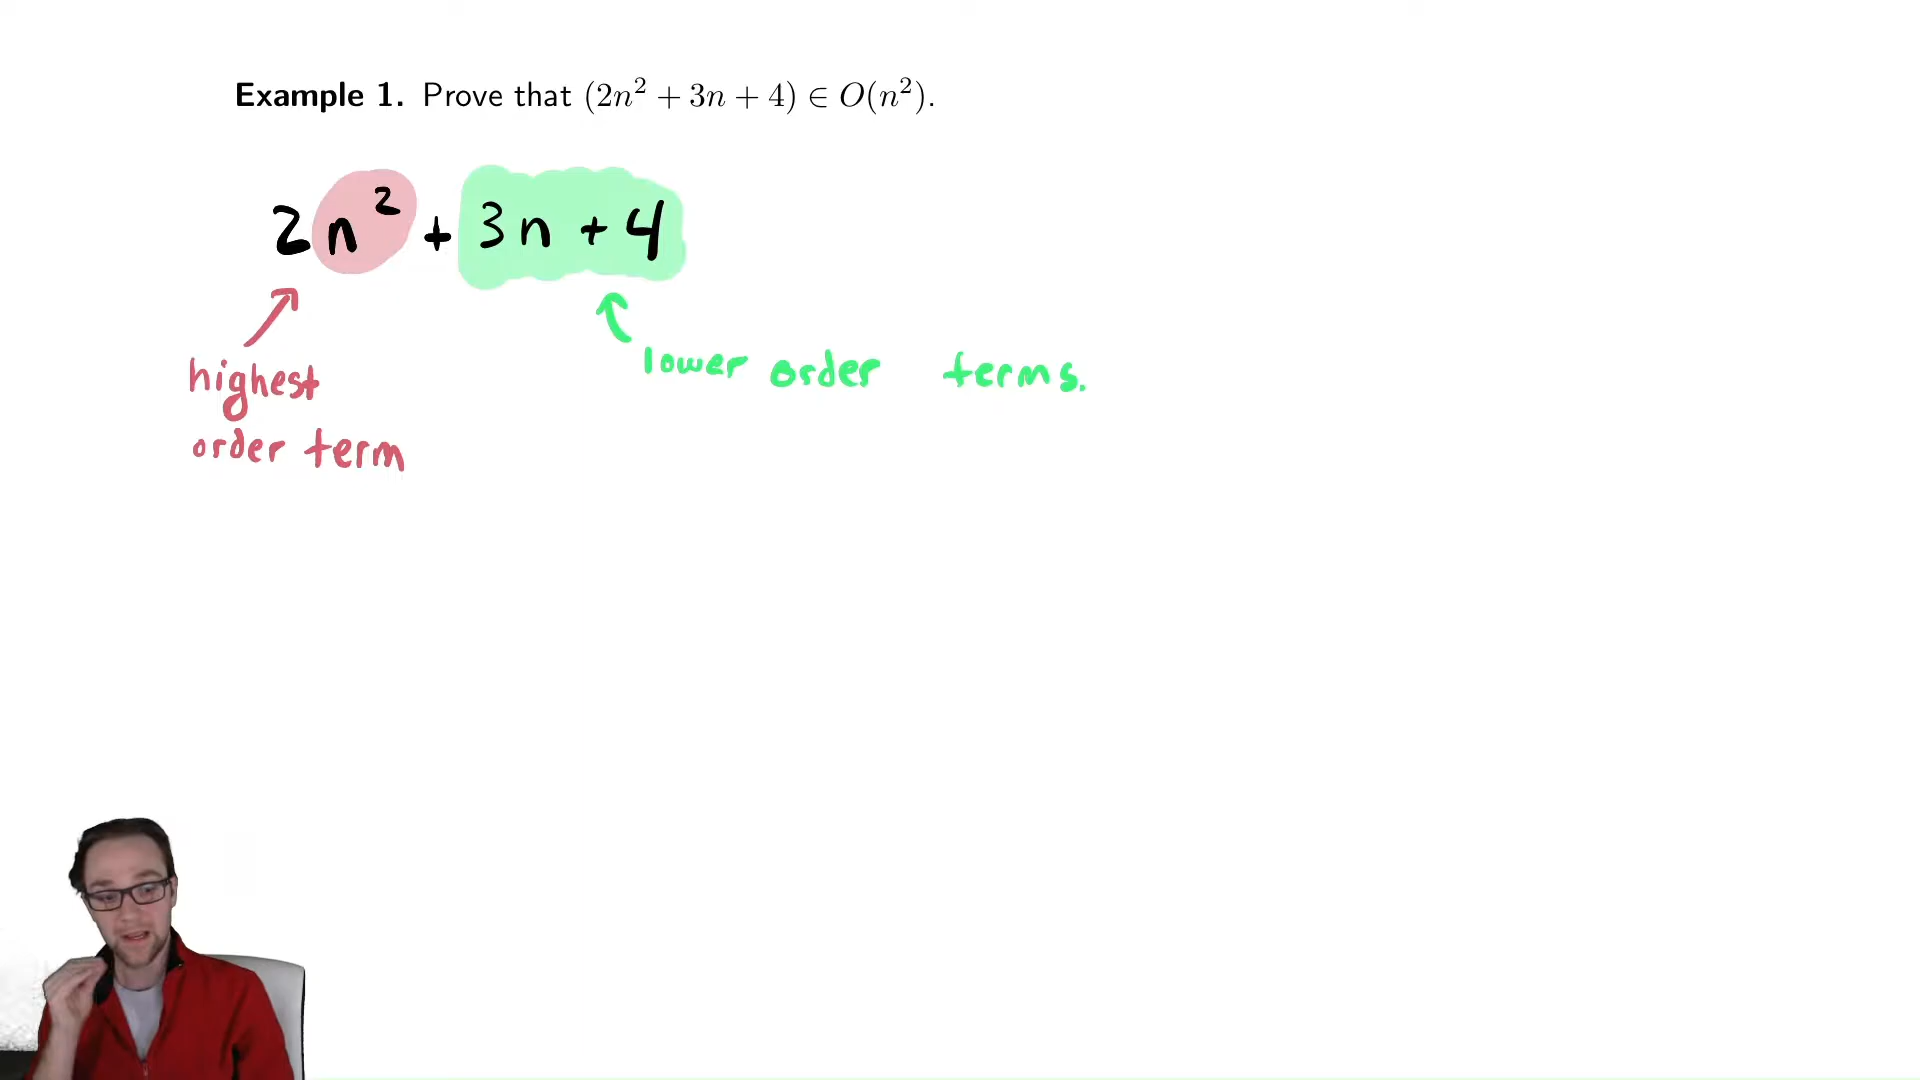 Example 1. Prove that (2n² + 3n + 4) ∈ O(n²).
2n² + 3n + 4
lower order terms.
highest
order term